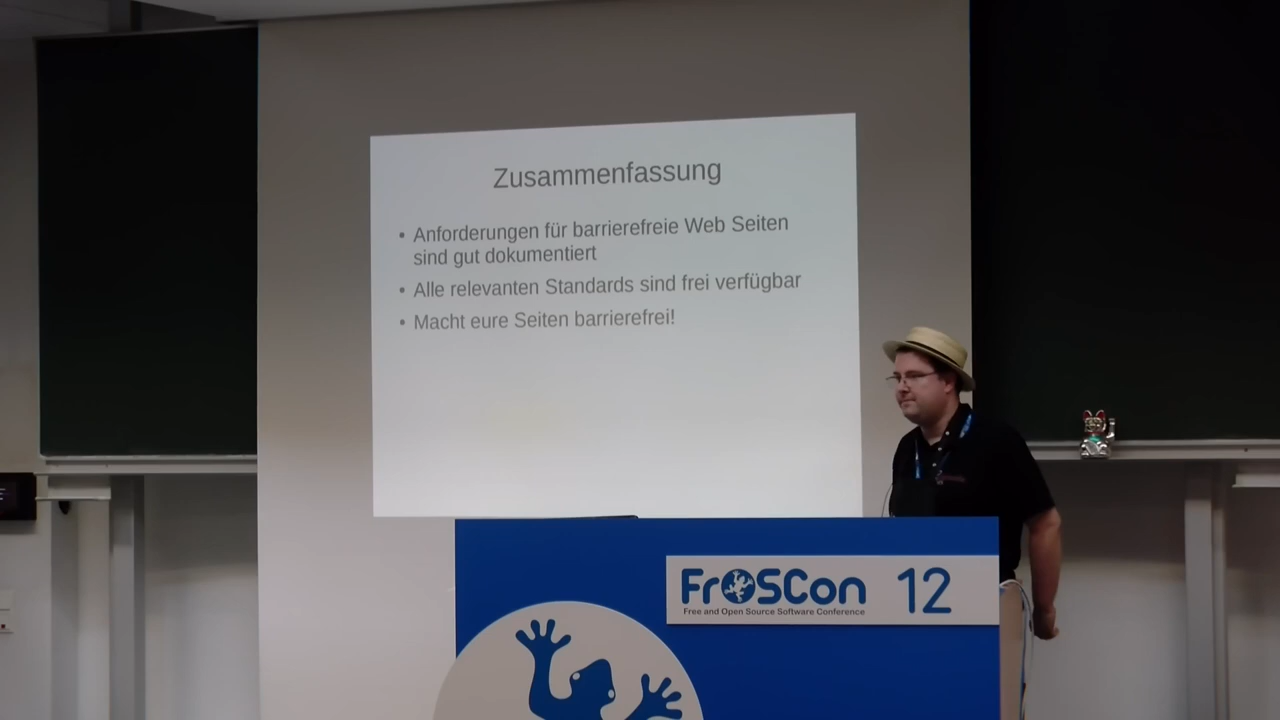 Zusammenfassung
• Anforderungen für barrierefreie Web Seiten
sind gut dokumentiert
• Alle relevanten Standards sind frei verfügbar
• Macht eure Seiten barrierefrei!
FrOSCon 12
Free and Open Source Software Conference